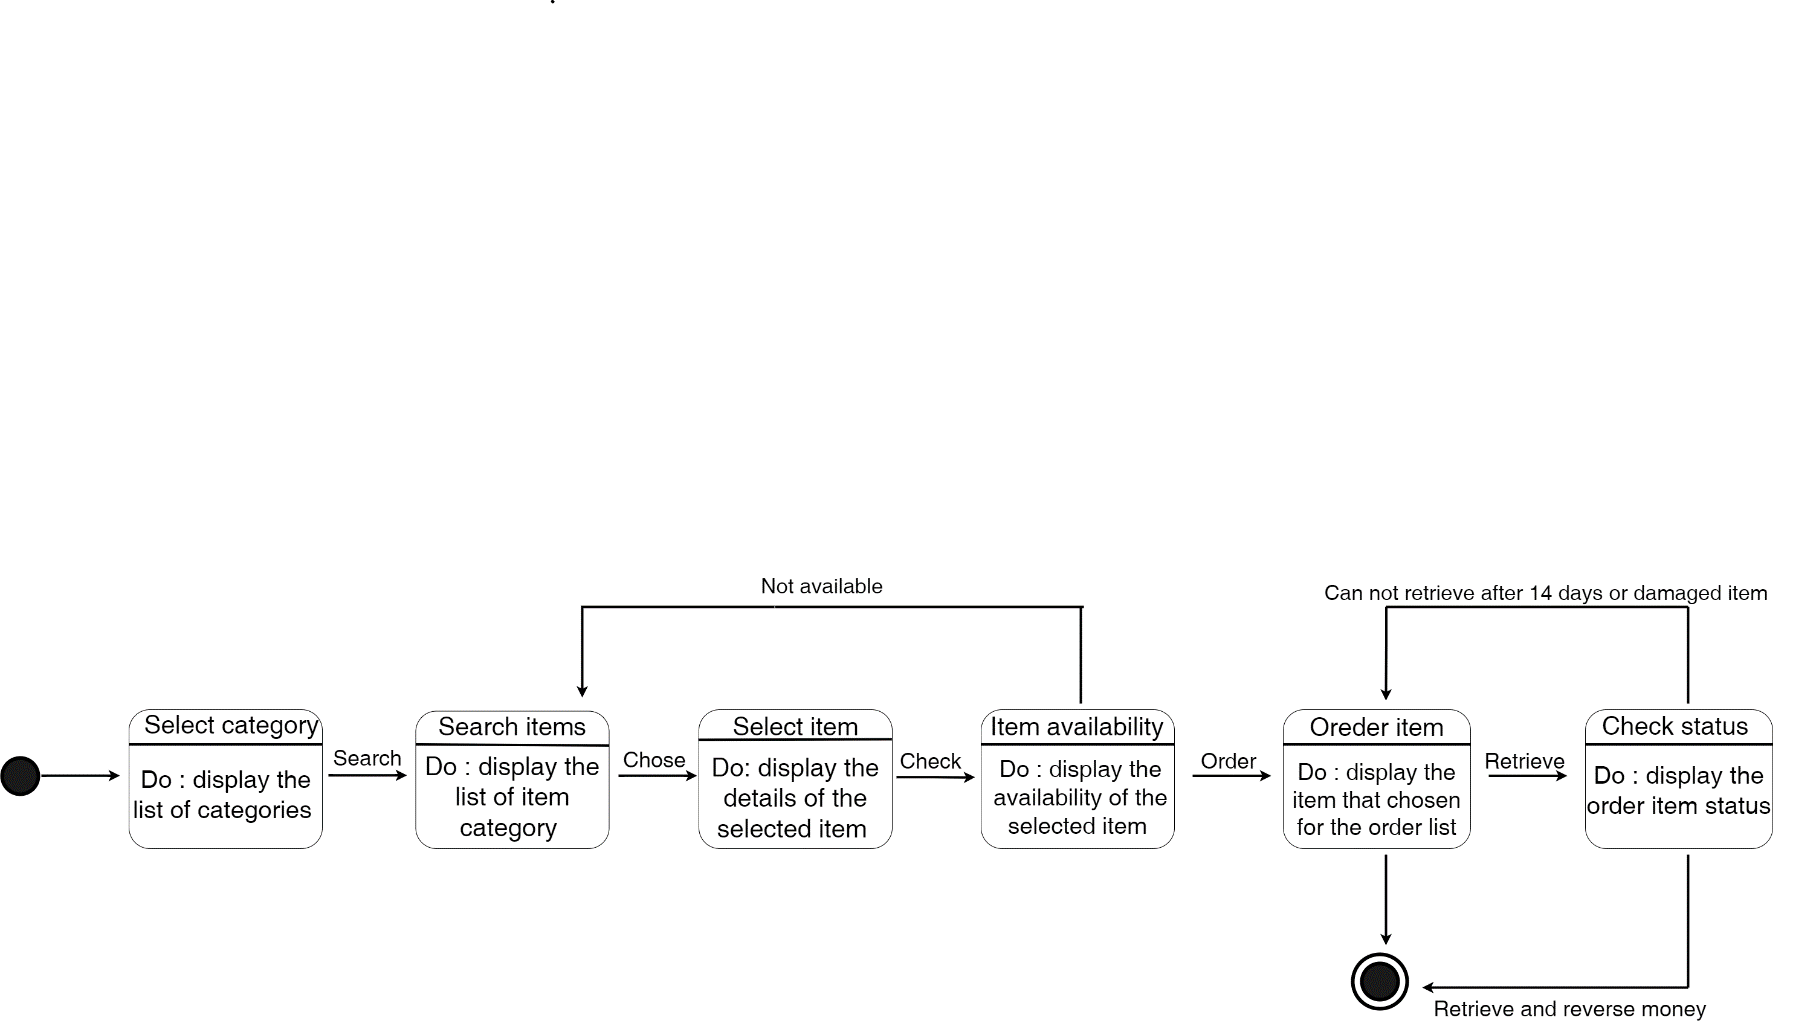 Not available
Can not retrieve after 14 days or damaged item
Select category
Do : display the
list of categories
Search
Search items
Do : display the
list of item
category
Chose
Select item
Do: display the
details of the
selected item
Check
Item availability
Do : display the
availability of the
selected item
Order
Oreder item
Do : display the
item that chosen
for the order list
Retrieve
Check status
Do : display the
order item status
Retrieve and reverse money